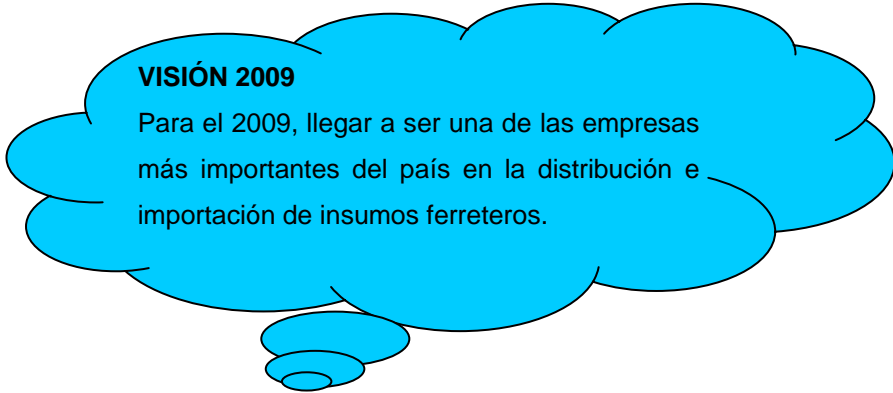 VISIÓN 2009
Para el 2009, llegar a ser una de las empresas
más importantes del país en la distribución e
importación de insumos ferreteros.